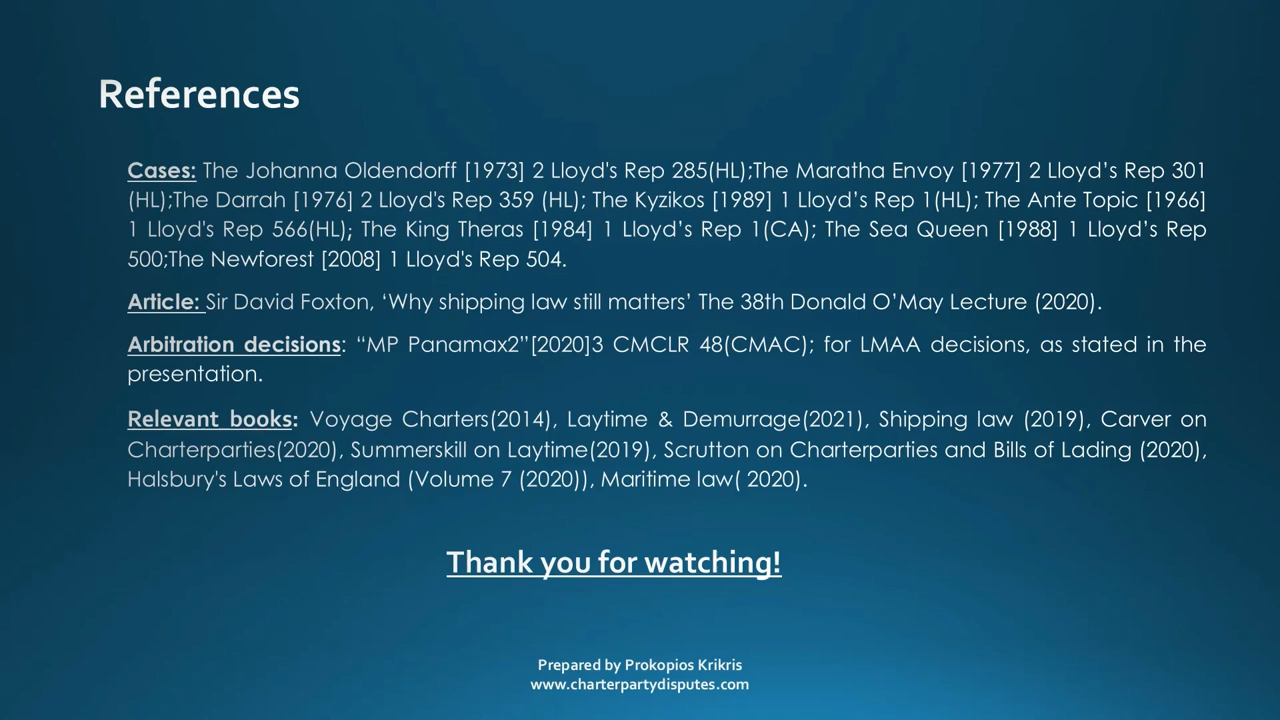 References
Cases: The Johanna Oldendorff [1973] 2 Lloyd's Rep 285(HL);The Maratha Envoy [1977] 2 Lloyd’s Rep 301
(HL);The Darrah [1976] 2 Lloyd's Rep 359 (HL); The Kyzikos [1989] 1 Lloyd’s Rep 1(HL); The Ante Topic [1966]
1 Lloyd's Rep 566(HL); The King Theras [1984] 1 Lloyd’s Rep 1(CA); The Sea Queen [1988] 1 Lloyd’s Rep
500;The Newforest [2008] 1 Lloyd's Rep 504.
Article: Sir David Foxton, ‘Why shipping law still matters’ The 38th Donald O’May Lecture (2020).
Arbitration decisions: “MP Panamax2”[2020]3 CMCLR 48(CMAC); for LMAA decisions, as stated in the
presentation.
Relevant books: Voyage Charters(2014), Laytime & Demurrage(2021), Shipping law (2019), Carver on
Charterparties(2020), Summerskill on Laytime(2019), Scrutton on Charterparties and Bills of Lading (2020),
Halsbury's Laws of England (Volume 7 (2020)), Maritime law( 2020).
Thank you for watching!
Prepared by Prokopios Krikris
www.charterpartydisputes.com